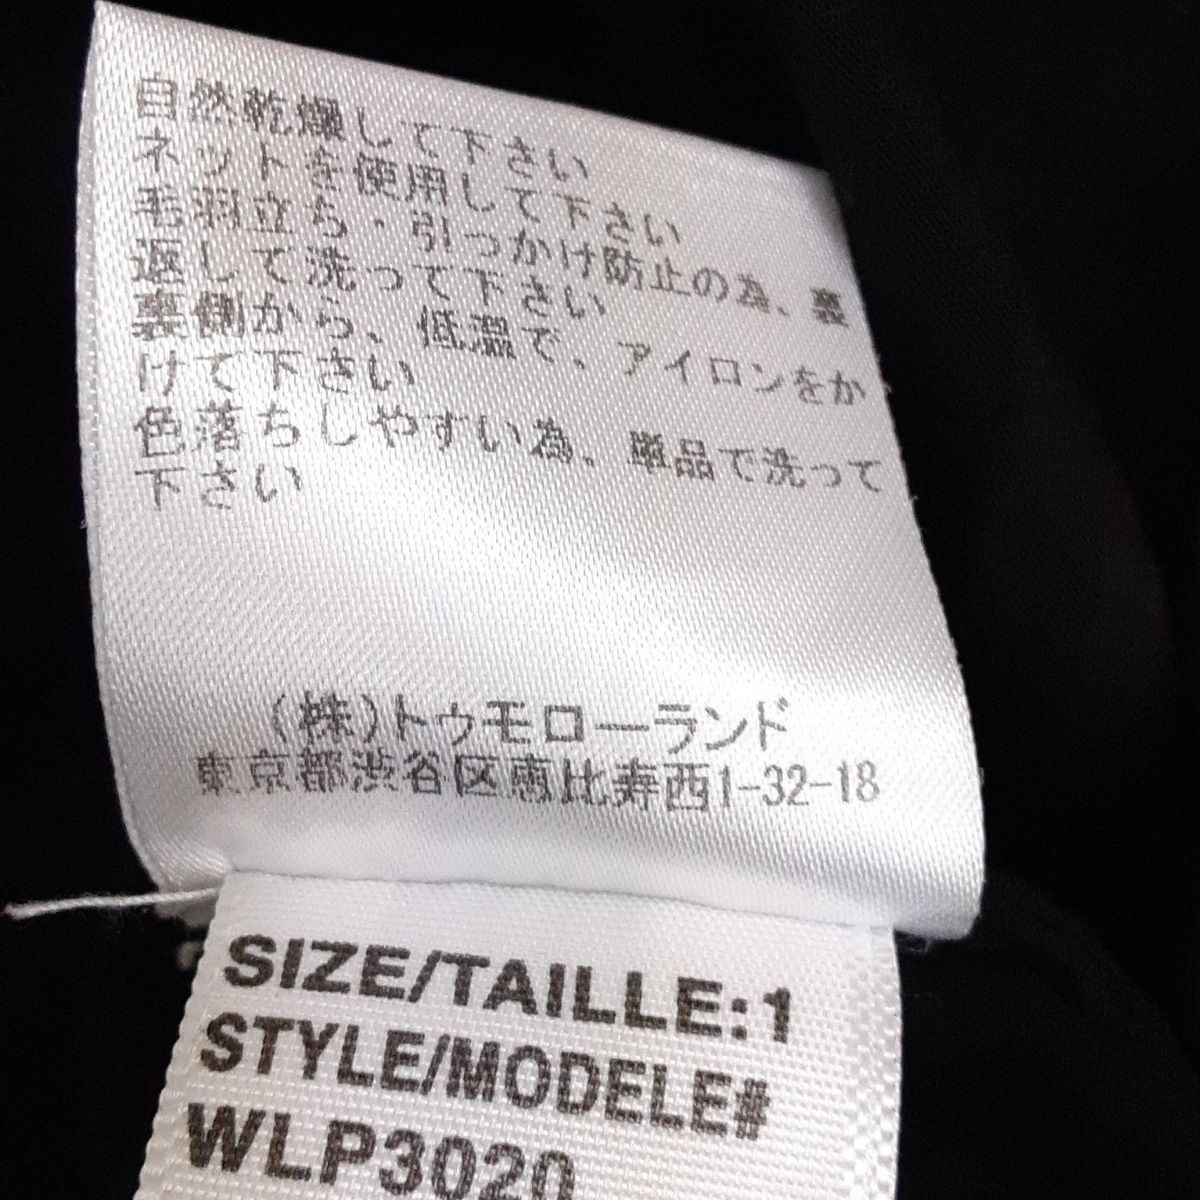 自然乾燥して下さい
ネットを使用して下さい
毛羽立ち・引っかけ防止の為、裏
返して洗って下さい
裏側から、低温で、アイロンをか
けて下さい
色落ちしやすい為、単品で洗って
下さい
(株)トゥモローランド
東京都渋谷区恵比寿西1-32-18
SIZE/TAILLE:1
STYLE/MODELE#
WLP3020